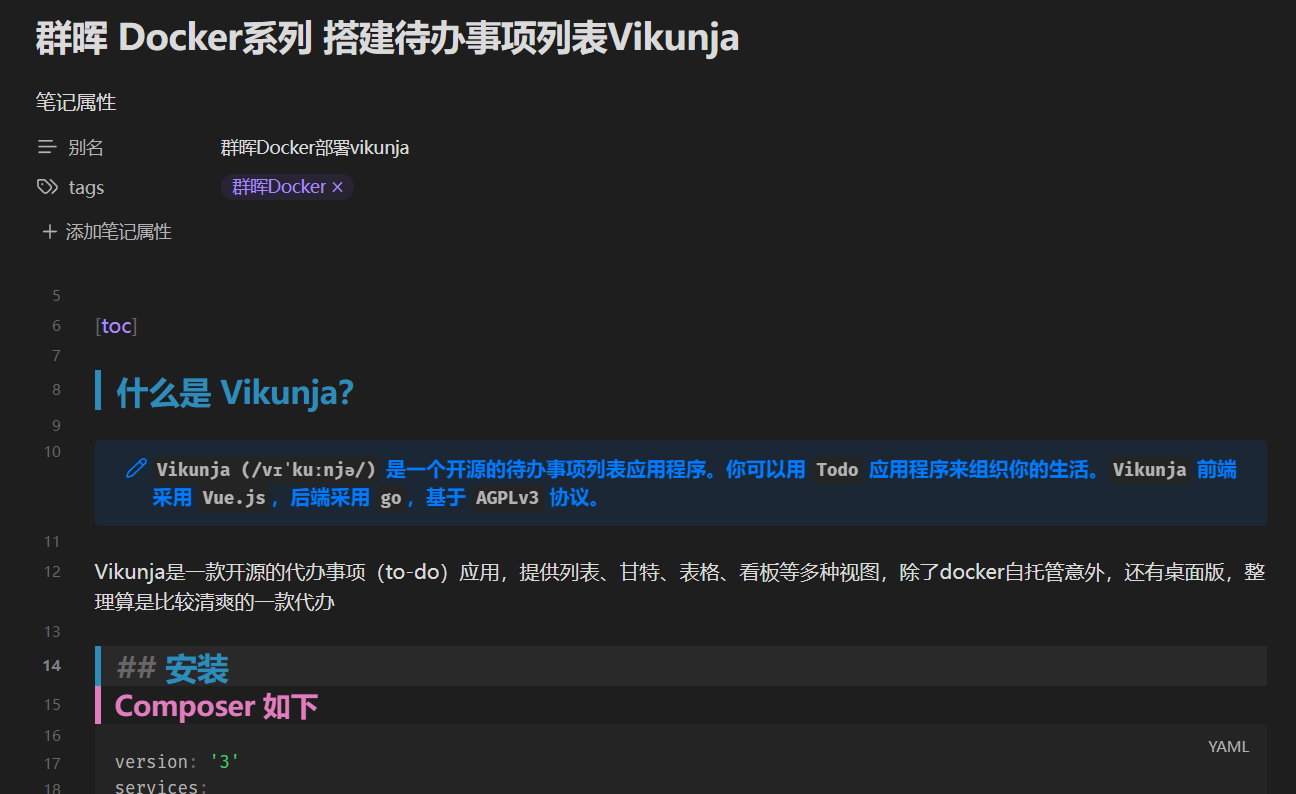 群晖 Docker系列 搭建待办事项列表Vikunja
笔记属性
别名 群晖Docker部署vikunja
tags 群晖Docker ×
+ 添加笔记属性
5
6 [toc]
7
8 什么是 Vikunja?
9
10 Vikunja (/vɪˈkuːnjə/) 是一个开源的待办事项列表应用程序。你可以用 Todo 应用程序来组织你的生活。Vikunja 前端
采用 Vue.js，后端采用 go，基于 AGPLv3 协议。
11
12 Vikunja是一款开源的代办事项（to-do）应用，提供列表、甘特、表格、看板等多种视图，除了docker自托管意外，还有桌面版，整
理算是比较清爽的一款代办
13
14 ## 安装
15 Composer 如下
16
YAML
17 version: '3'
18 services: